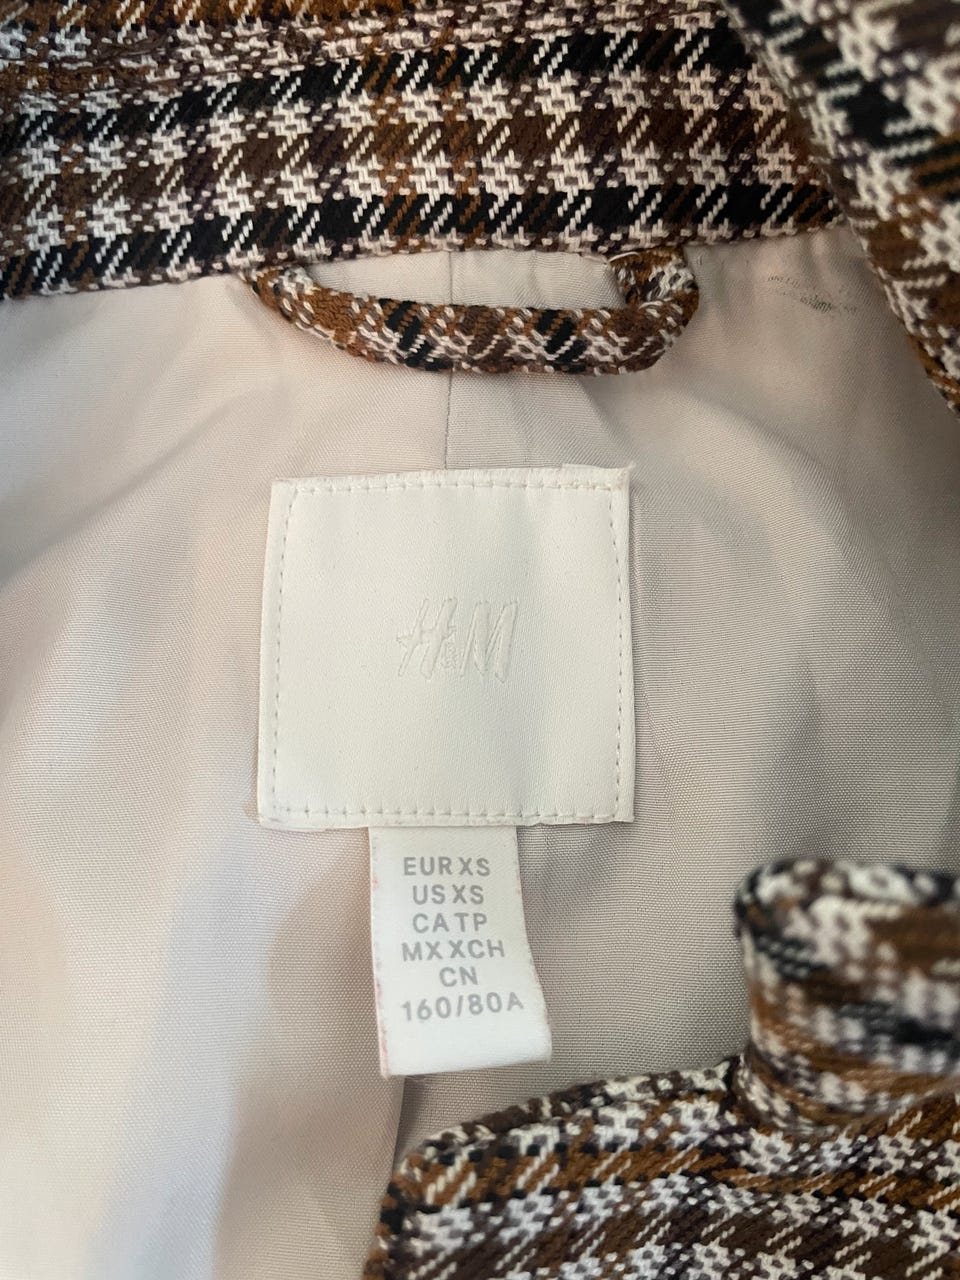 H&M
EUR XS
US XS
CA TP
MX XCH
CN
160/80A